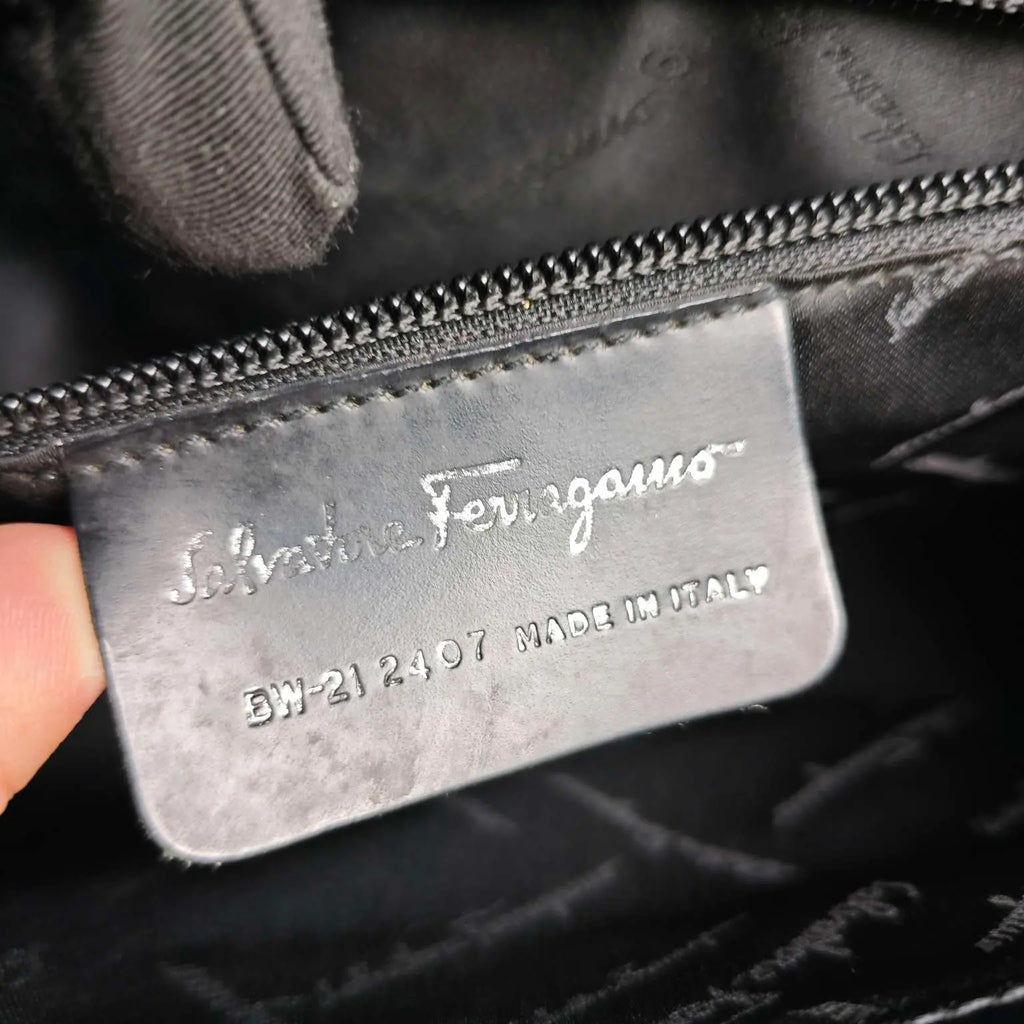 Salvatore Ferragamo
BW-21 2407 MADE IN ITALY